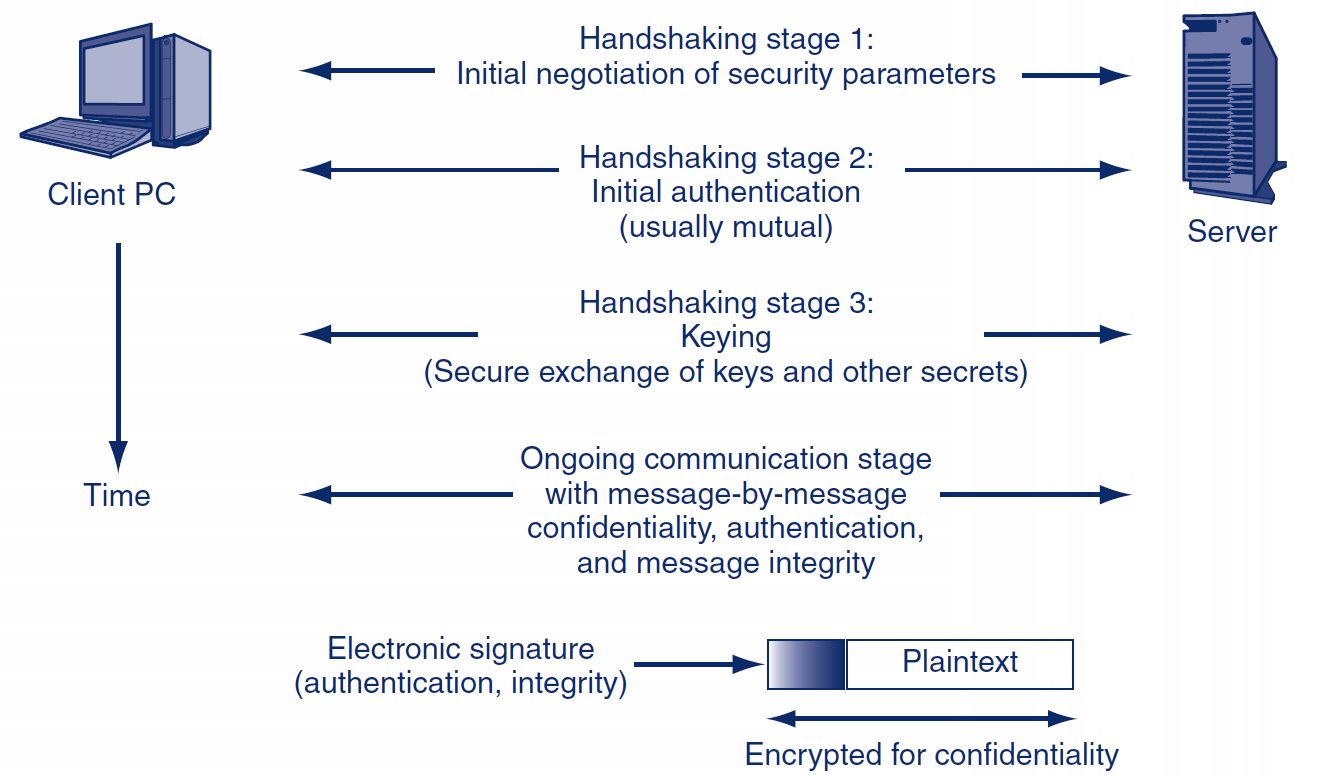 Handshaking stage 1:
Initial negotiation of security parameters
Client PC
Handshaking stage 2:
Initial authentication
(usually mutual)
Server
Handshaking stage 3:
Keying
(Secure exchange of keys and other secrets)
Time
Ongoing communication stage
with message-by-message
confidentiality, authentication,
and message integrity
Electronic signature
(authentication, integrity)
Plaintext
Encrypted for confidentiality